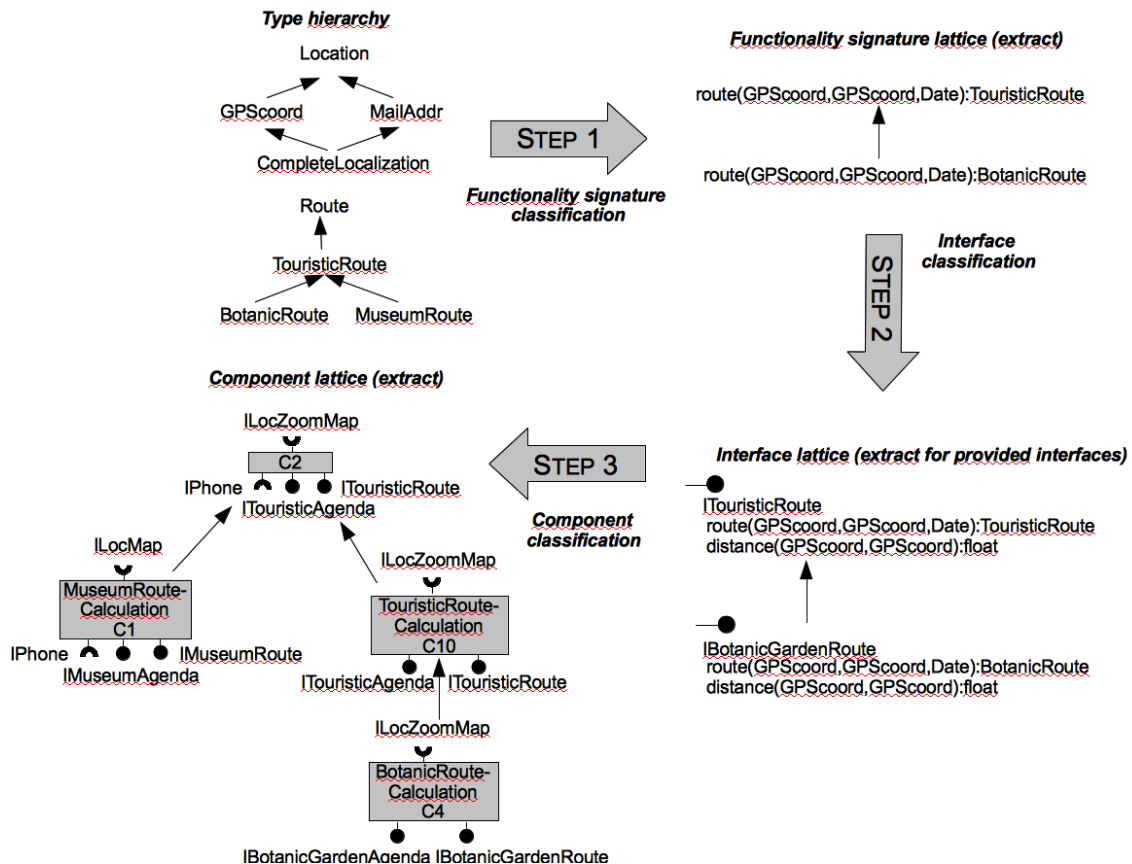 Type hierarchy
Location
GPScoord
MailAddr
CompleteLocalization
Route
TouristicRoute
BotanicRoute
MuseumRoute
STEP 1
Functionality signature
classification
Functionality signature lattice (extract)
route(GPScoord,GPScoord,Date):TouristicRoute
route(GPScoord,GPScoord,Date):BotanicRoute
STEP 2
Interface
classification
Interface lattice (extract for provided interfaces)
ITouristicRoute
route(GPScoord,GPScoord,Date):TouristicRoute
distance(GPScoord,GPScoord):float
IBotanicGardenRoute
route(GPScoord,GPScoord,Date):BotanicRoute
distance(GPScoord,GPScoord):float
STEP 3
Component
classification
Component lattice (extract)
ILocZoomMap
C2
IPhone
ITouristicRoute
ITouristicAgenda
ILocMap
MuseumRoute-
Calculation
C1
IPhone
IMuseumRoute
IMuseumAgenda
ILocZoomMap
TouristicRoute-
Calculation
C10
ITouristicAgenda
ITouristicRoute
ILocZoomMap
BotanicRoute-
Calculation
C4
IBotanicGardenAgenda
IBotanicGardenRoute